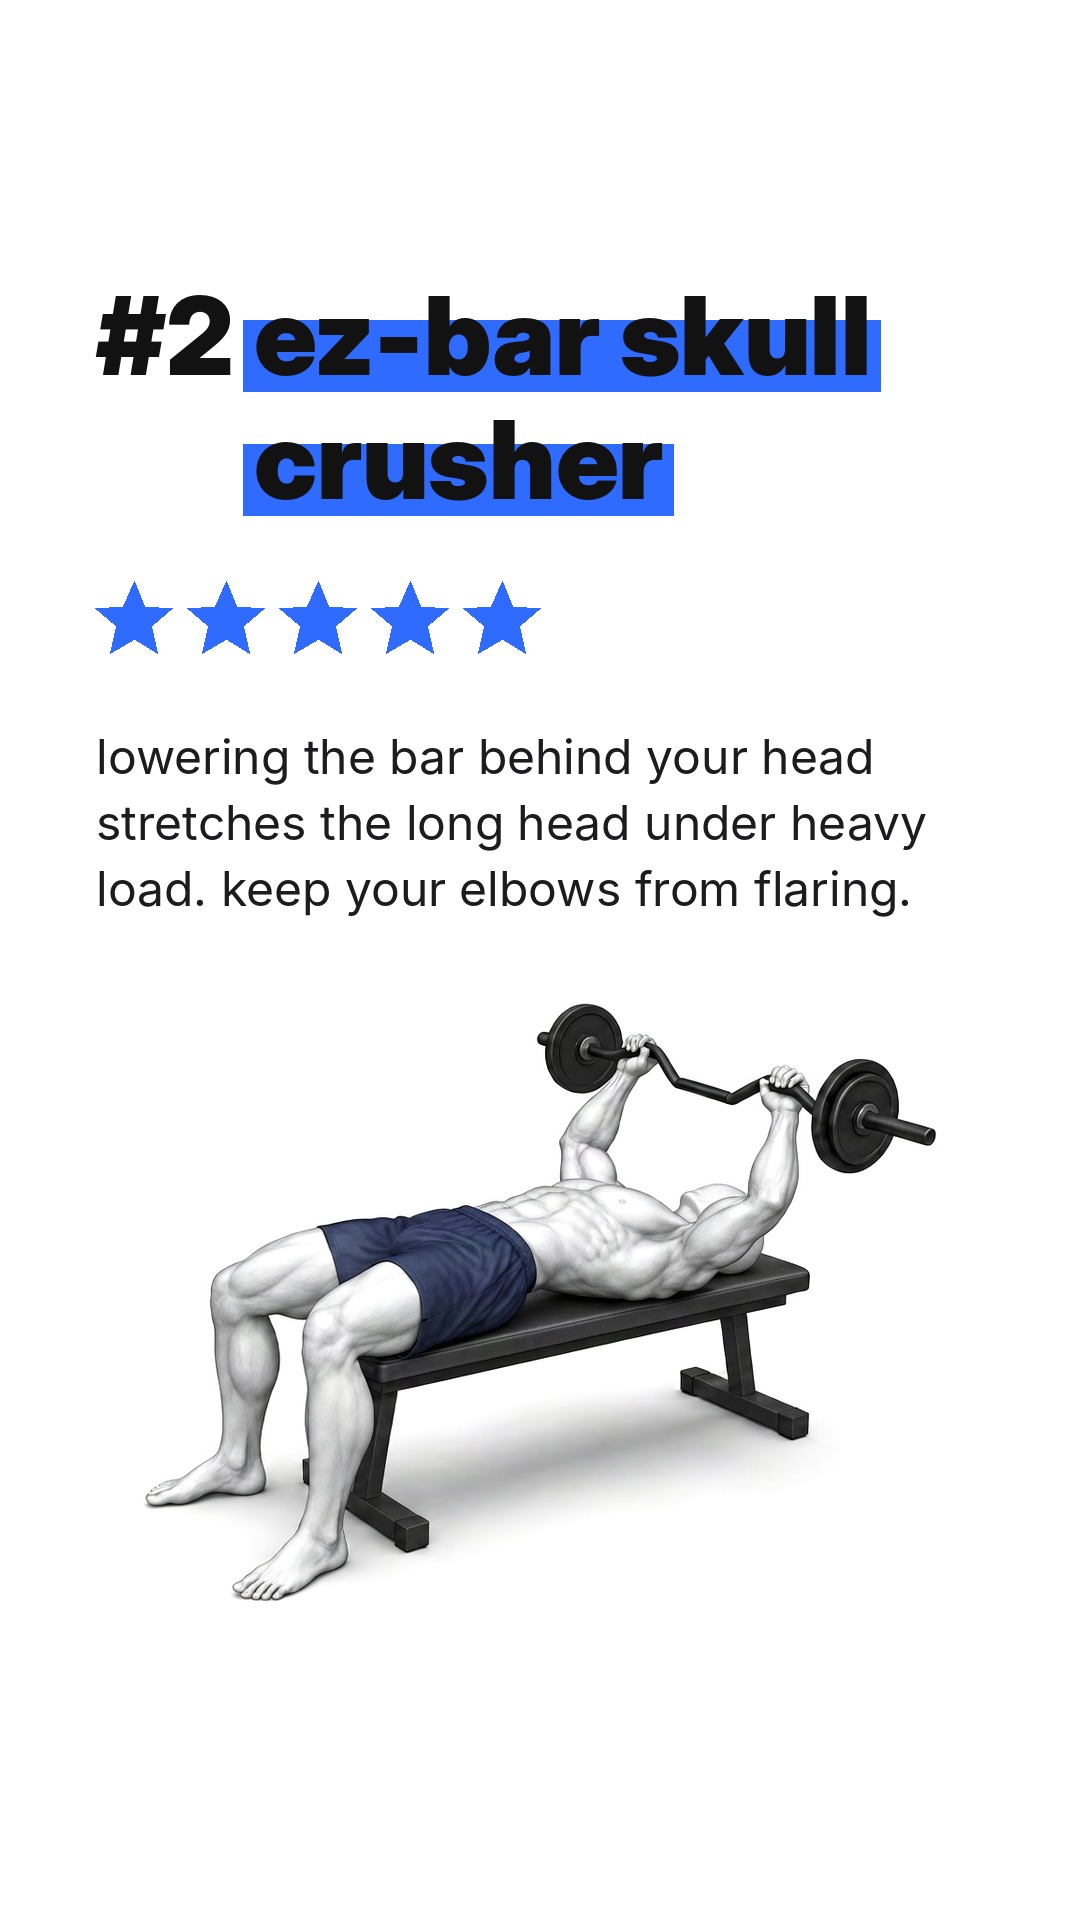 #2 ez-bar skull
crusher
lowering the bar behind your head
stretches the long head under heavy
load. keep your elbows from flaring.